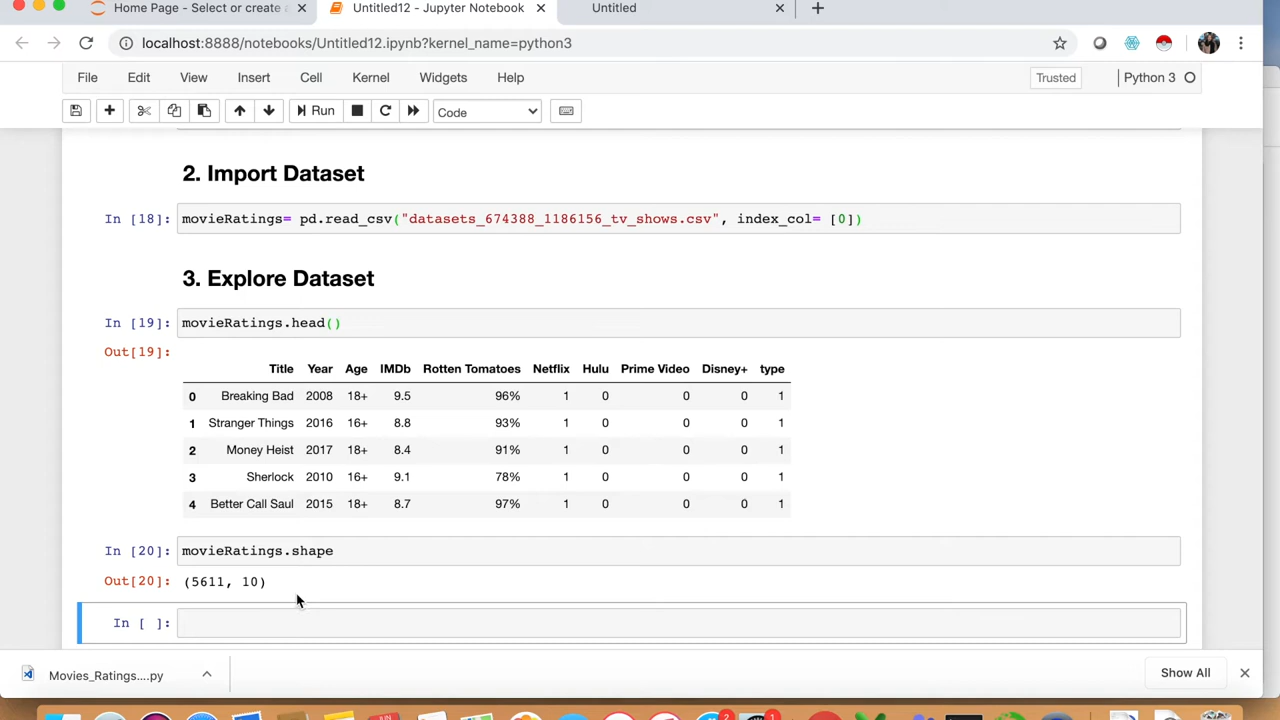 Home Page - Select or create a
Untitled12 - Jupyter Notebook
Untitled
localhost:8888/notebooks/Untitled12.ipynb?kernel_name=python3
File Edit View Insert Cell Kernel Widgets Help Trusted Python 3
Run Code
2. Import Dataset
In [18]: movieRatings= pd.read_csv("datasets_674388_1186156_tv_shows.csv", index_col= [0])
3. Explore Dataset
In [19]: movieRatings.head()
Out[19]:
Title Year Age IMDb Rotten Tomatoes Netflix Hulu Prime Video Disney+ type
0 Breaking Bad 2008 18+ 9.5 96% 1 0 0 0 1
1 Stranger Things 2016 16+ 8.8 93% 1 0 0 0 1
2 Money Heist 2017 18+ 8.4 91% 1 0 0 0 1
3 Sherlock 2010 16+ 9.1 78% 1 0 0 0 1
4 Better Call Saul 2015 18+ 8.7 97% 1 0 0 0 1
In [20]: movieRatings.shape
Out[20]: (5611, 10)
In [ ]:
Movies_Ratings....py Show All
JUN 2 1